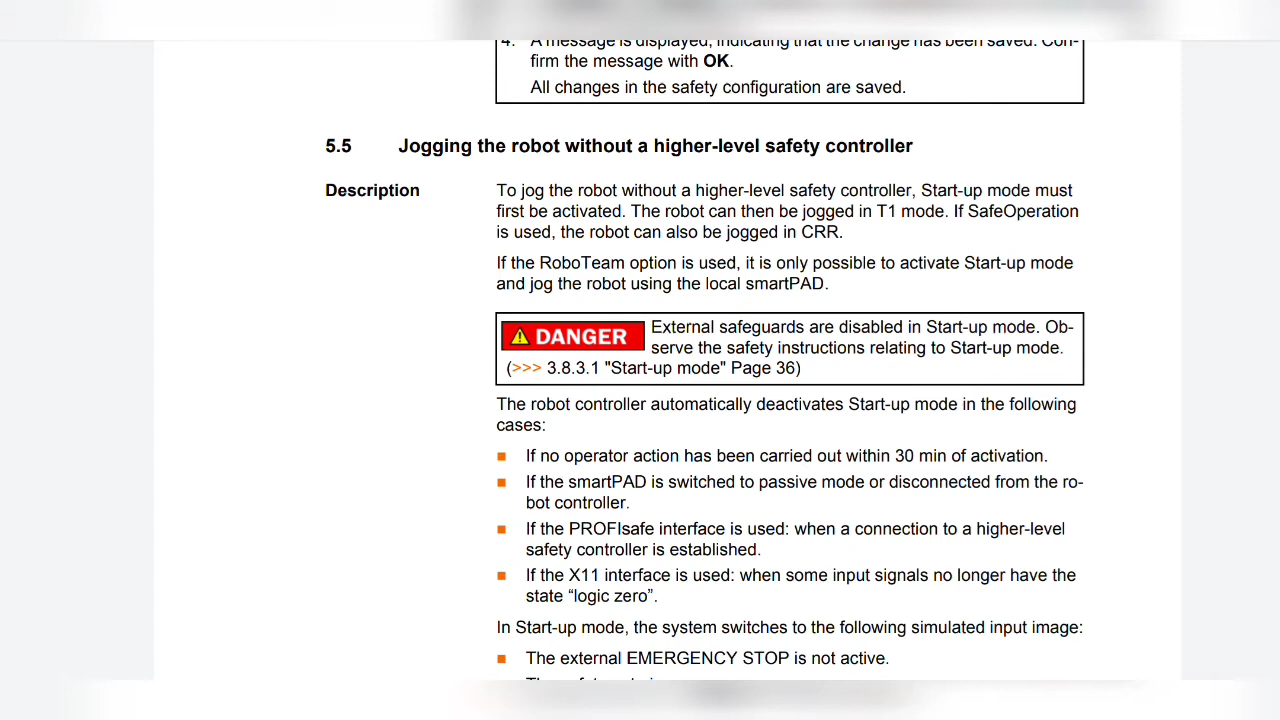 4. A message is displayed, indicating that the change has been saved. Con-
firm the message with OK.
All changes in the safety configuration are saved.
5.5 Jogging the robot without a higher-level safety controller
Description
To jog the robot without a higher-level safety controller, Start-up mode must
first be activated. The robot can then be jogged in T1 mode. If SafeOperation
is used, the robot can also be jogged in CRR.
If the RoboTeam option is used, it is only possible to activate Start-up mode
and jog the robot using the local smartPAD.
DANGER External safeguards are disabled in Start-up mode. Ob-
serve the safety instructions relating to Start-up mode.
(>>> 3.8.3.1 "Start-up mode" Page 36)
The robot controller automatically deactivates Start-up mode in the following
cases:
If no operator action has been carried out within 30 min of activation.
If the smartPAD is switched to passive mode or disconnected from the ro-
bot controller.
If the PROFIsafe interface is used: when a connection to a higher-level
safety controller is established.
If the X11 interface is used: when some input signals no longer have the
state “logic zero”.
In Start-up mode, the system switches to the following simulated input image:
The external EMERGENCY STOP is not active.